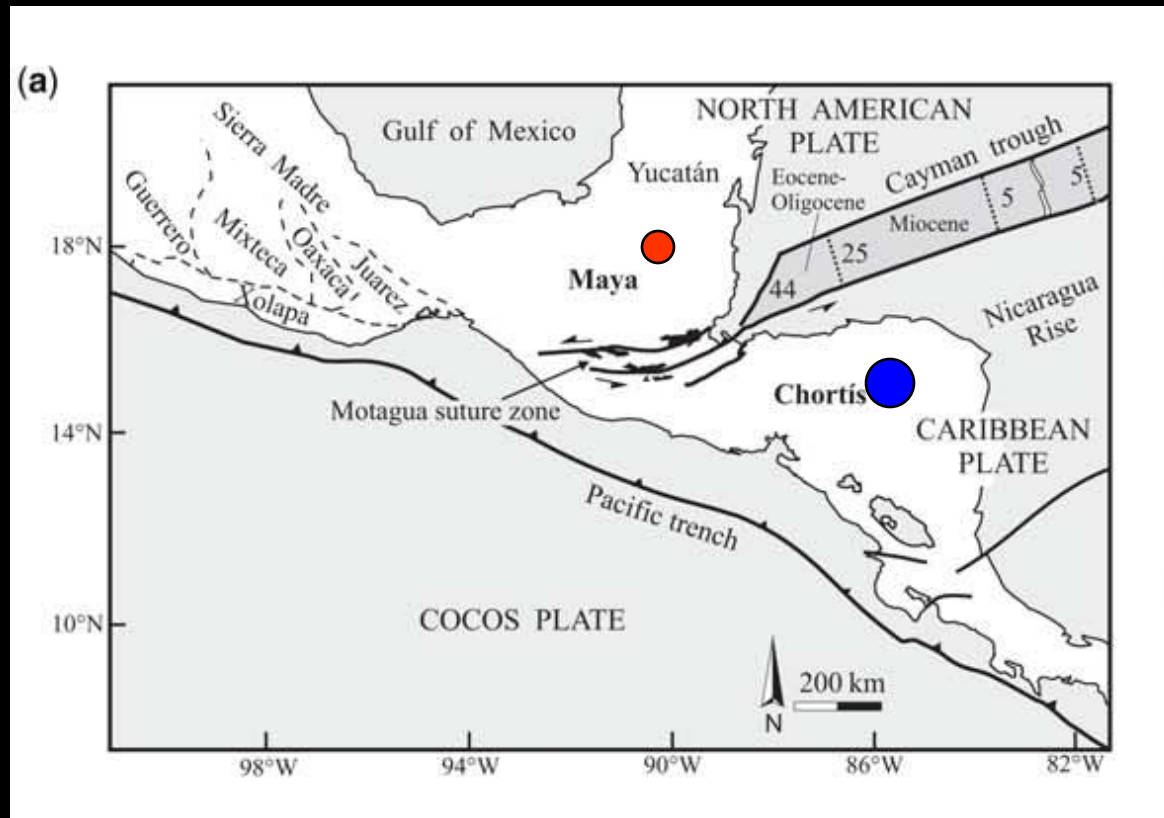 (a)
Sierra Madre
Gulf of Mexico
NORTH AMERICAN
PLATE
Cayman trough
Yucatán
Eocene-
Oligocene
5
5
Guerrero
Mixteca
Oaxaca
Juarez
Miocene
18°N
25
Maya
44
Xolapa
Nicaragua
Rise
Motagua suture zone
Chortís
14°N
CARIBBEAN
PLATE
Pacific trench
10°N
COCOS PLATE
200 km
N
98°W
94°W
90°W
86°W
82°W